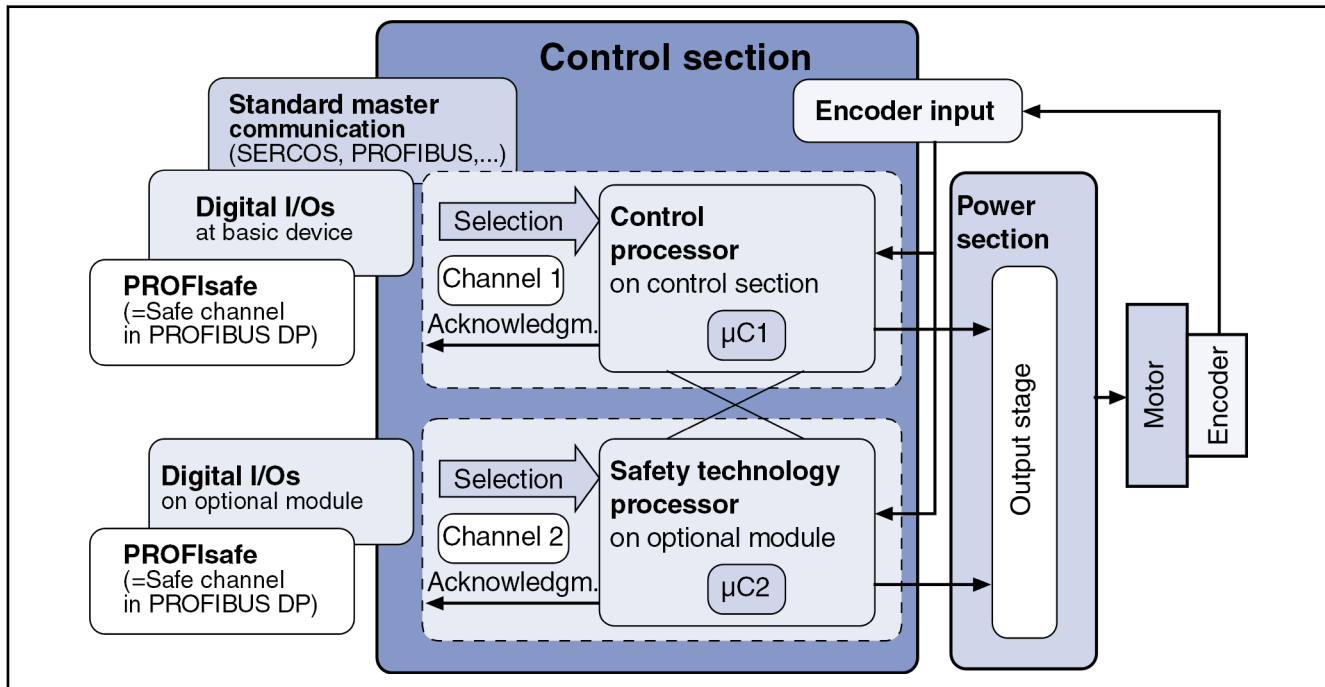 Control section
Standard master
communication
(SERCOS, PROFIBUS,...)
Encoder input
Digital I/Os
at basic device
PROFIsafe
(=Safe channel
in PROFIBUS DP)
Selection
Channel 1
Acknowledgm.
Control
processor
on control section
µC1
Power
section
Output stage
Motor
Encoder
Digital I/Os
on optional module
PROFIsafe
(=Safe channel
in PROFIBUS DP)
Selection
Channel 2
Acknowledgm.
Safety technology
processor
on optional module
µC2